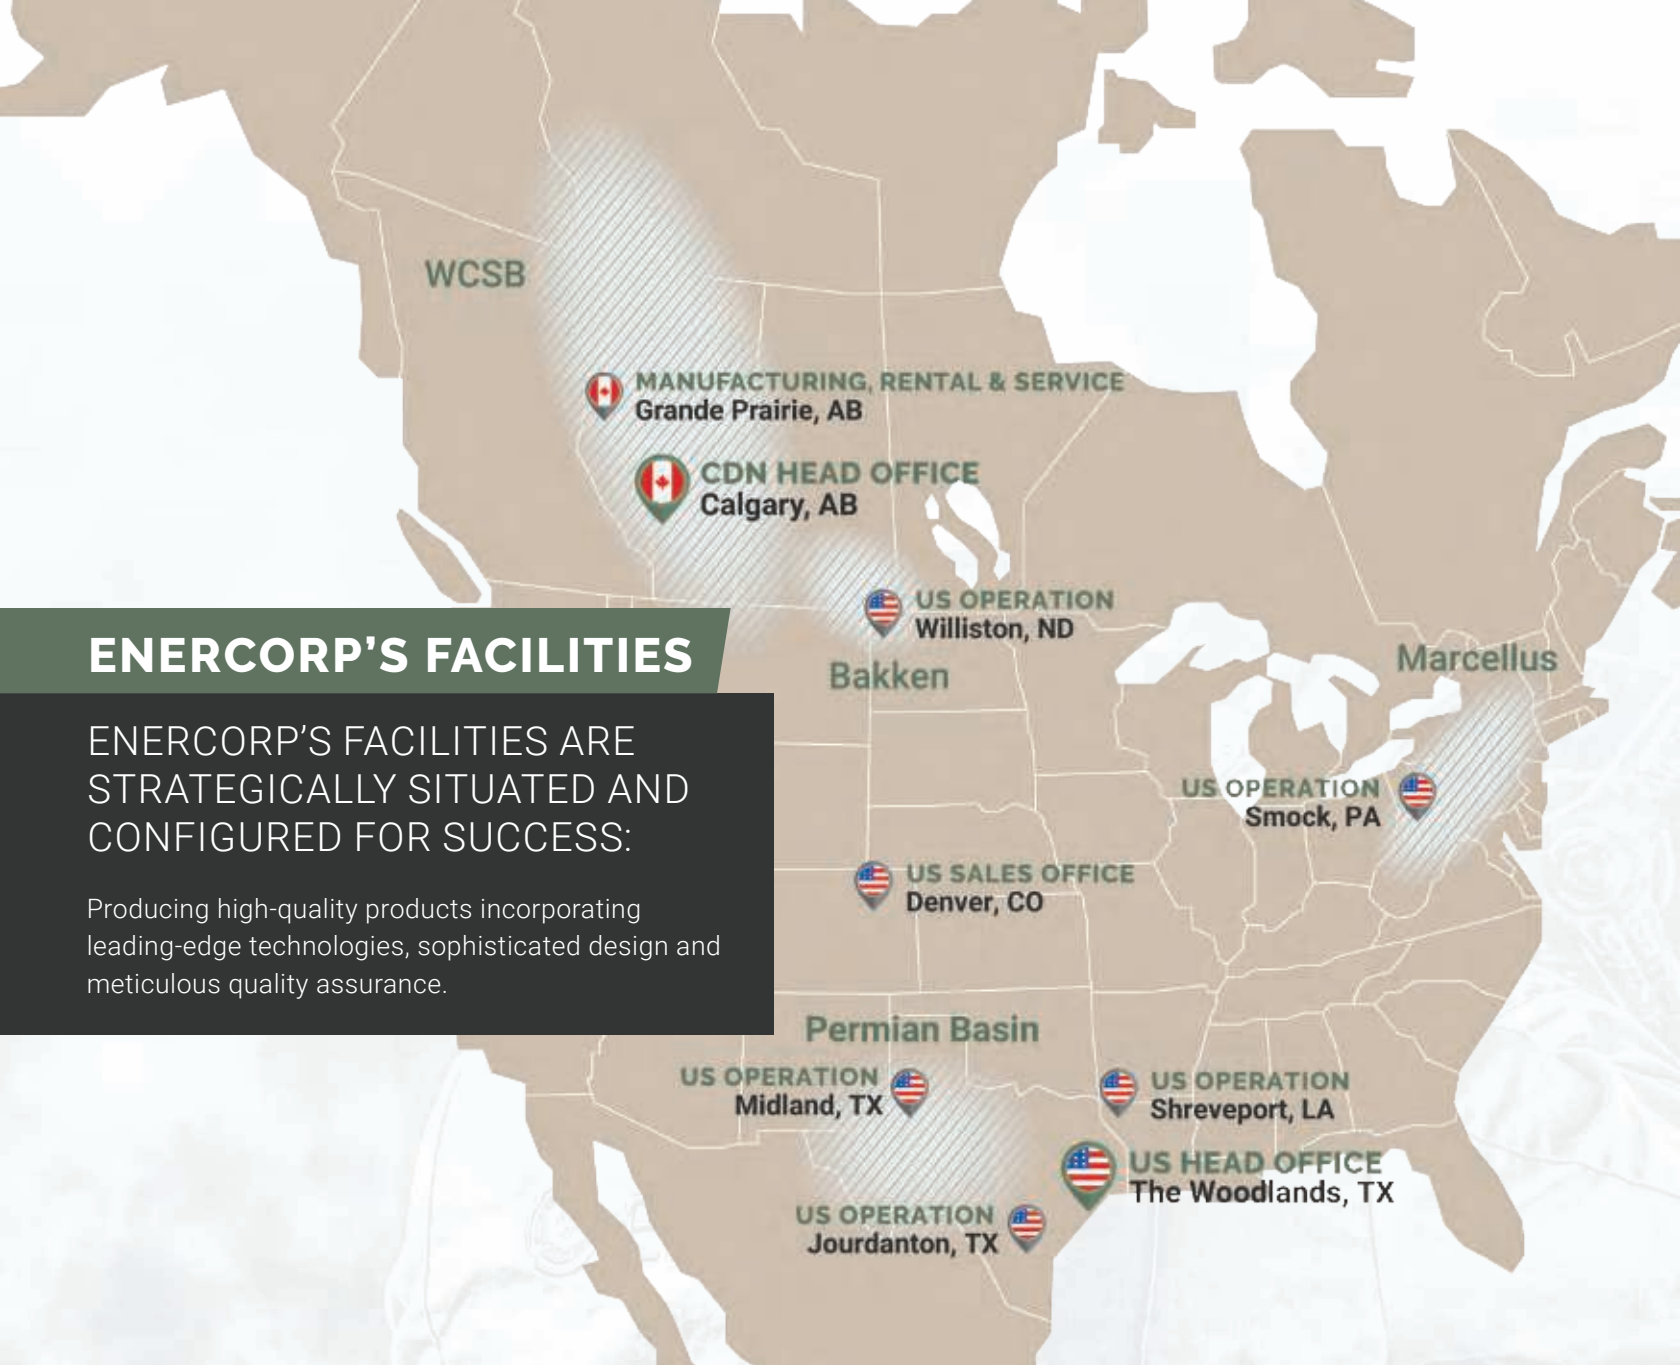 WCSB
MANUFACTURING, RENTAL & SERVICE
Grande Prairie, AB
CDN HEAD OFFICE
Calgary, AB
US OPERATION
Williston, ND
Bakken
Marcellus
ENERCORP’S FACILITIES
ENERCORP’S FACILITIES ARE
STRATEGICALLY SITUATED AND
CONFIGURED FOR SUCCESS:
Producing high-quality products incorporating
leading-edge technologies, sophisticated design and
meticulous quality assurance.
US OPERATION
Smock, PA
US SALES OFFICE
Denver, CO
Permian Basin
US OPERATION
Midland, TX
US OPERATION
Shreveport, LA
US HEAD OFFICE
The Woodlands, TX
US OPERATION
Jourdanton, TX